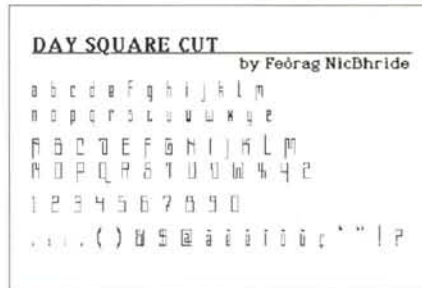 DAY SQUARE CUT
by Feòrag NicBhride
a b c d e f g h i j k l m
n o p q r s t u v w x y z
A B C D E F G H I J K L M
N O P Q R S T U V W X Y Z
1 2 3 4 5 6 7 8 9 0
( ) & $ @ ! ?